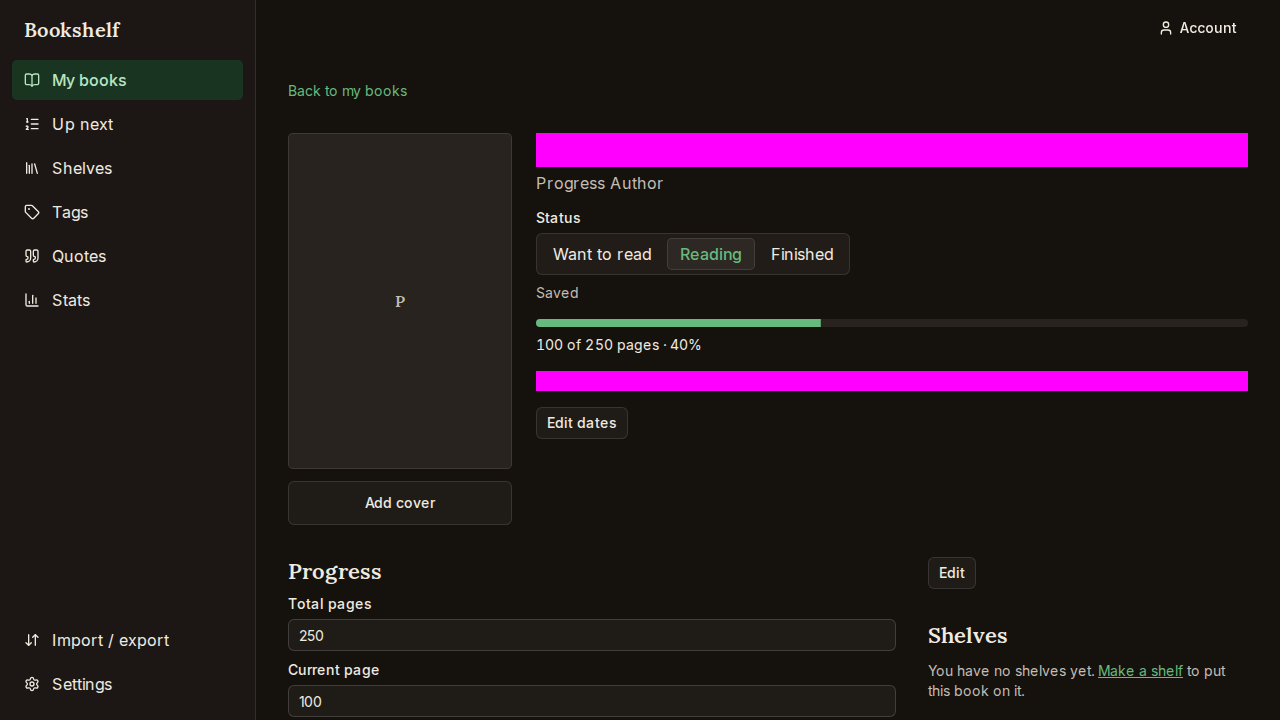 Bookshelf
Account
My books
Up next
Shelves
Tags
Quotes
Stats
Import / export
Settings
Back to my books
P
Add cover
Progress Author
Status
Want to read
Reading
Finished
Saved
100 of 250 pages · 40%
Edit dates
Progress
Total pages
250
Current page
100
Edit
Shelves
You have no shelves yet. Make a shelf to put
this book on it.